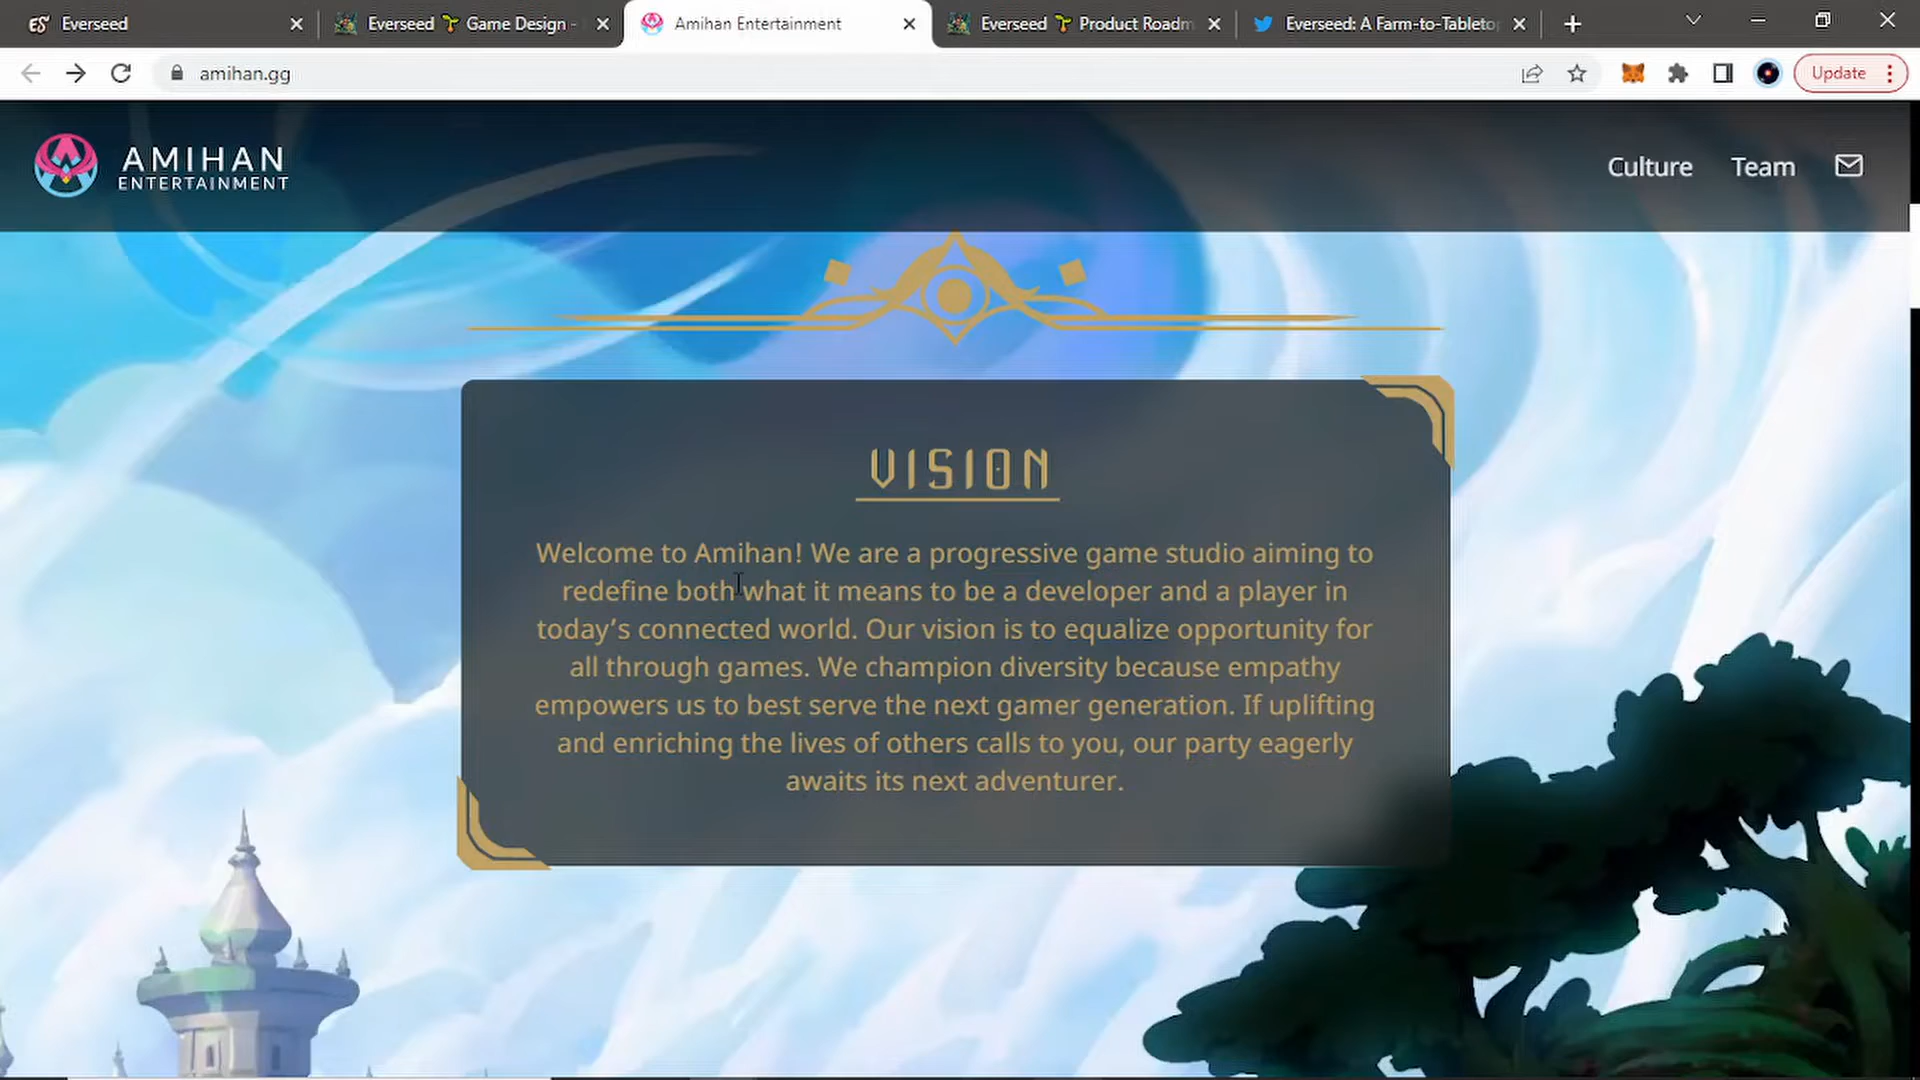 Everseed
Everseed 🌱 Game Design -
Amihan Entertainment
Everseed 🌱 Product Roadm
Everseed: A Farm-to-Tableto
amihan.gg
Update
AMIHAN
ENTERTAINMENT
Culture
Team
VISION
Welcome to Amihan! We are a progressive game studio aiming to
redefine both what it means to be a developer and a player in
today’s connected world. Our vision is to equalize opportunity for
all through games. We champion diversity because empathy
empowers us to best serve the next gamer generation. If uplifting
and enriching the lives of others calls to you, our party eagerly
awaits its next adventurer.